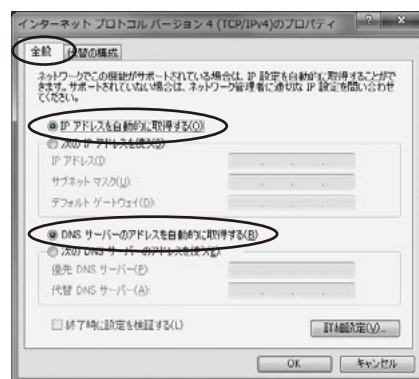 インターネット プロトコル バージョン 4 (TCP/IPv4)のプロパティ
全般
代替の構成
ネットワークでこの機能がサポートされている場合は、IP 設定を自動的に取得することがで
きます。サポートされていない場合は、ネットワーク管理者に適切な IP 設定を問い合わせ
てください。
IP アドレスを自動的に取得する(O)
次の IP アドレスを使う(S)
IP アドレス(I)
サブネット マスク(U):
デフォルト ゲートウェイ(D):
DNS サーバーのアドレスを自動的に取得する(B)
次の DNS サーバーのアドレスを使う(E):
優先 DNS サーバー(P):
代替 DNS サーバー(A):
終了時に設定を検証する(L)
詳細設定(V)...
OK
キャンセル